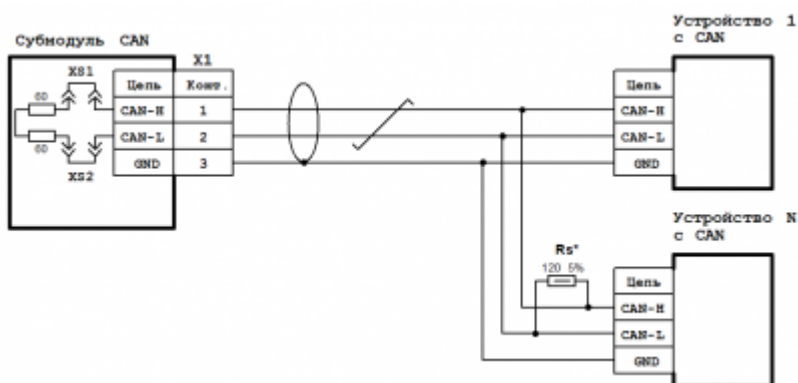 Субмодуль CAN
XS1
60
60
XS2
X1
Цепь Конт.
CAN-H 1
CAN-L 2
GND 3
Устройство 1
с CAN
Цепь
CAN-H
CAN-L
GND
Устройство N
с CAN
Rs*
120 5%
Цепь
CAN-H
CAN-L
GND